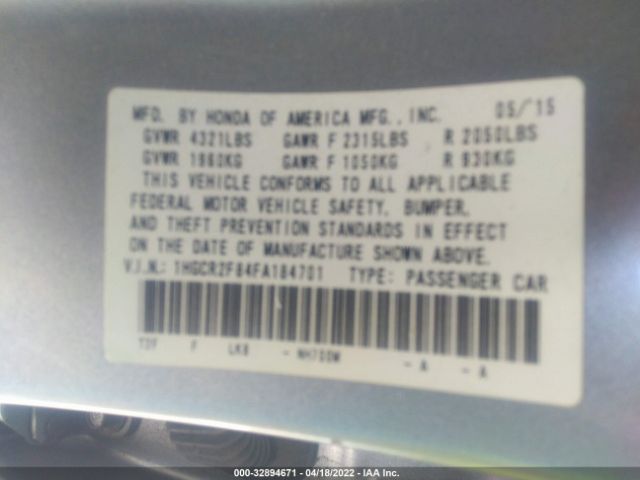 MFD. BY HONDA OF AMERICA MFG., INC. 05/'15
GVWR 4321LBS GAWR F 2315LBS R 2050LBS
GVWR 1960KG GAWR F 1050KG R 930KG
THIS VEHICLE CONFORMS TO ALL APPLICABLE
FEDERAL MOTOR VEHICLE SAFETY, BUMPER,
AND THEFT PREVENTION STANDARDS IN EFFECT
ON THE DATE OF MANUFACTURE SHOWN ABOVE.
V.I.N.: 1HGCR2F84FA184701 TYPE: PASSENGER CAR
F LKB - NH700M - A - A
000-32894671 - 04/18/2022 - IAA Inc.